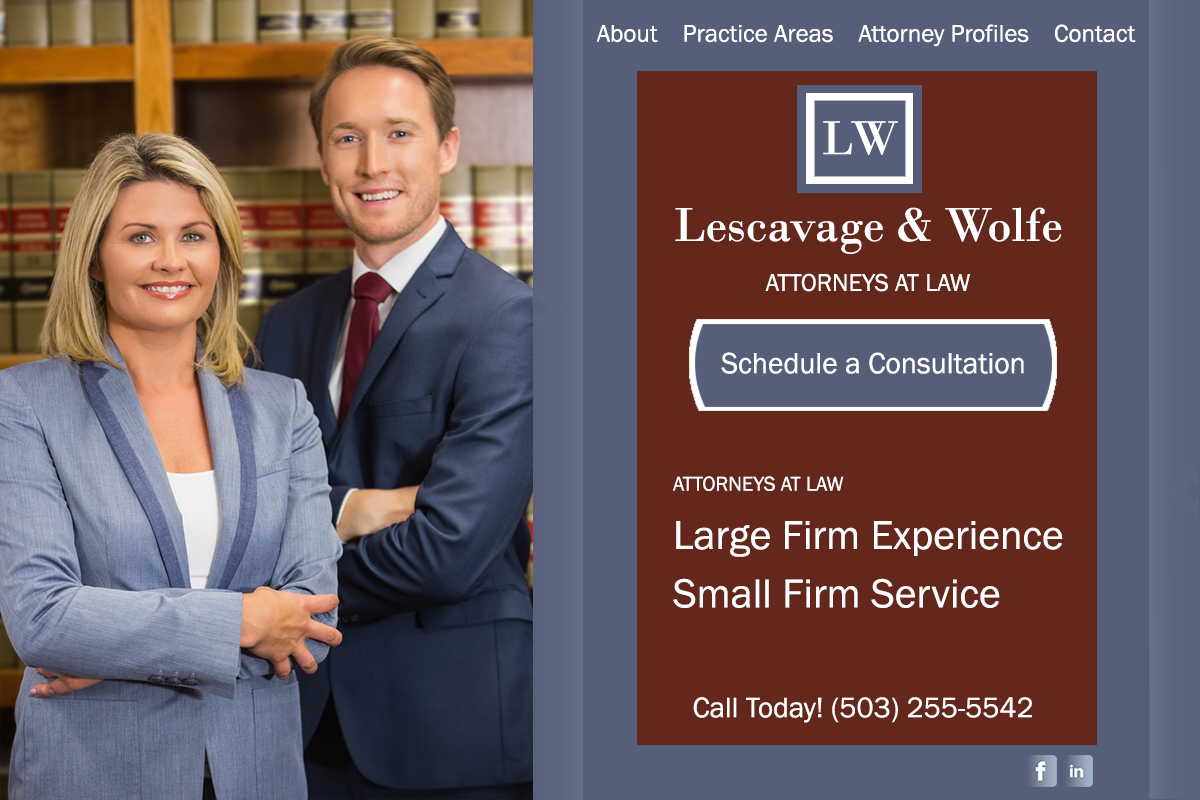 About Practice Areas Attorney Profiles Contact
LW
Lescavage & Wolfe
ATTORNEYS AT LAW
Schedule a Consultation
ATTORNEYS AT LAW
Large Firm Experience
Small Firm Service
Call Today! (503) 255-5542
f in